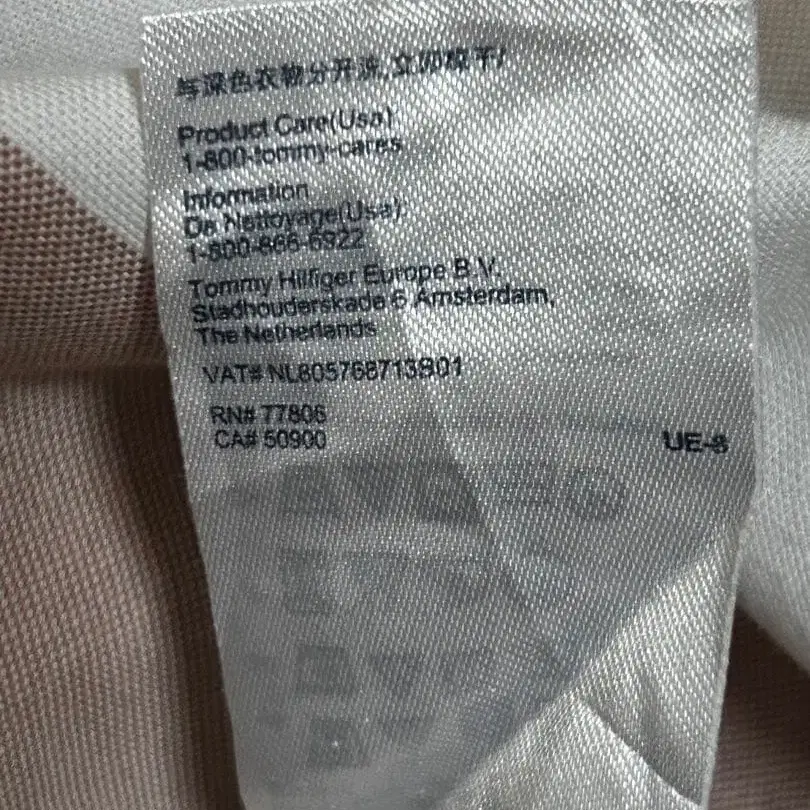 与深色衣物分开洗,立即晾干/
Product Care(Usa)
1-800-tommy-cares
Information
De Nettoyage(Usa):
1-800-866-6922
Tommy Hilfiger Europe B.V.
Stadhouderskade 6 Amsterdam,
The Netherlands
VAT# NL805768713B01
RN# 77806
CA# 50900
UE-8